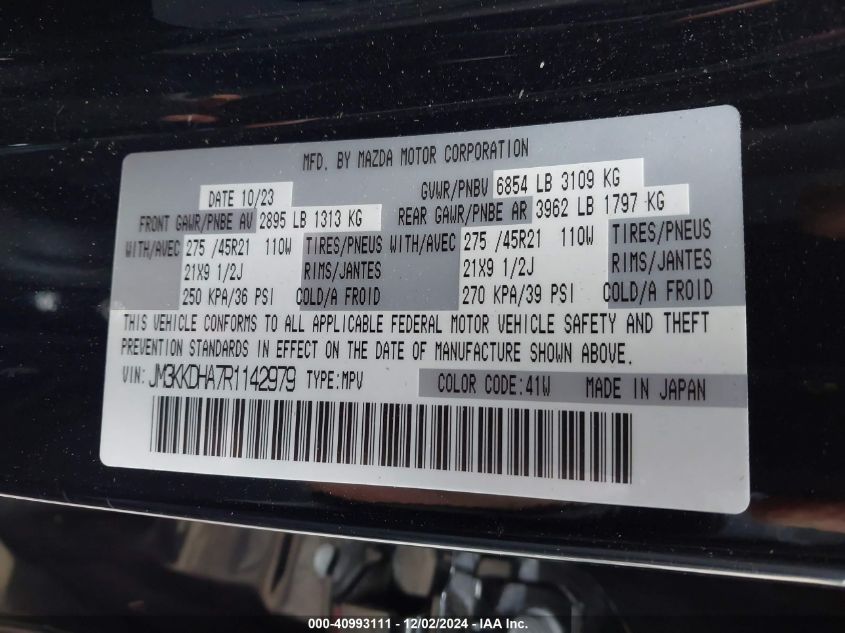 MFD. BY MAZDA MOTOR CORPORATION
DATE 10/23 GVWR/PNBV 6854 LB 3109 KG
FRONT GAWR/PNBE AV 2895 LB 1313 KG REAR GAWR/PNBE AR 3962 LB 1797 KG
WITH/AVEC 275 /45R21 110W TIRES/PNEUS WITH/AVEC 275 /45R21 110W TIRES/PNEUS
21X9 1/2J RIMS/JANTES 21X9 1/2J RIMS/JANTES
250 KPA/36 PSI COLD/A FROID 270 KPA/39 PSI COLD/A FROID
THIS VEHICLE CONFORMS TO ALL APPLICABLE FEDERAL MOTOR VEHICLE SAFETY AND THEFT
PREVENTION STANDARDS IN EFFECT ON THE DATE OF MANUFACTURE SHOWN ABOVE.
VIN: JM3KKDHA7R1142979 TYPE:MPV COLOR CODE:41W MADE IN JAPAN
000-40993111 - 12/02/2024 - IAA Inc.